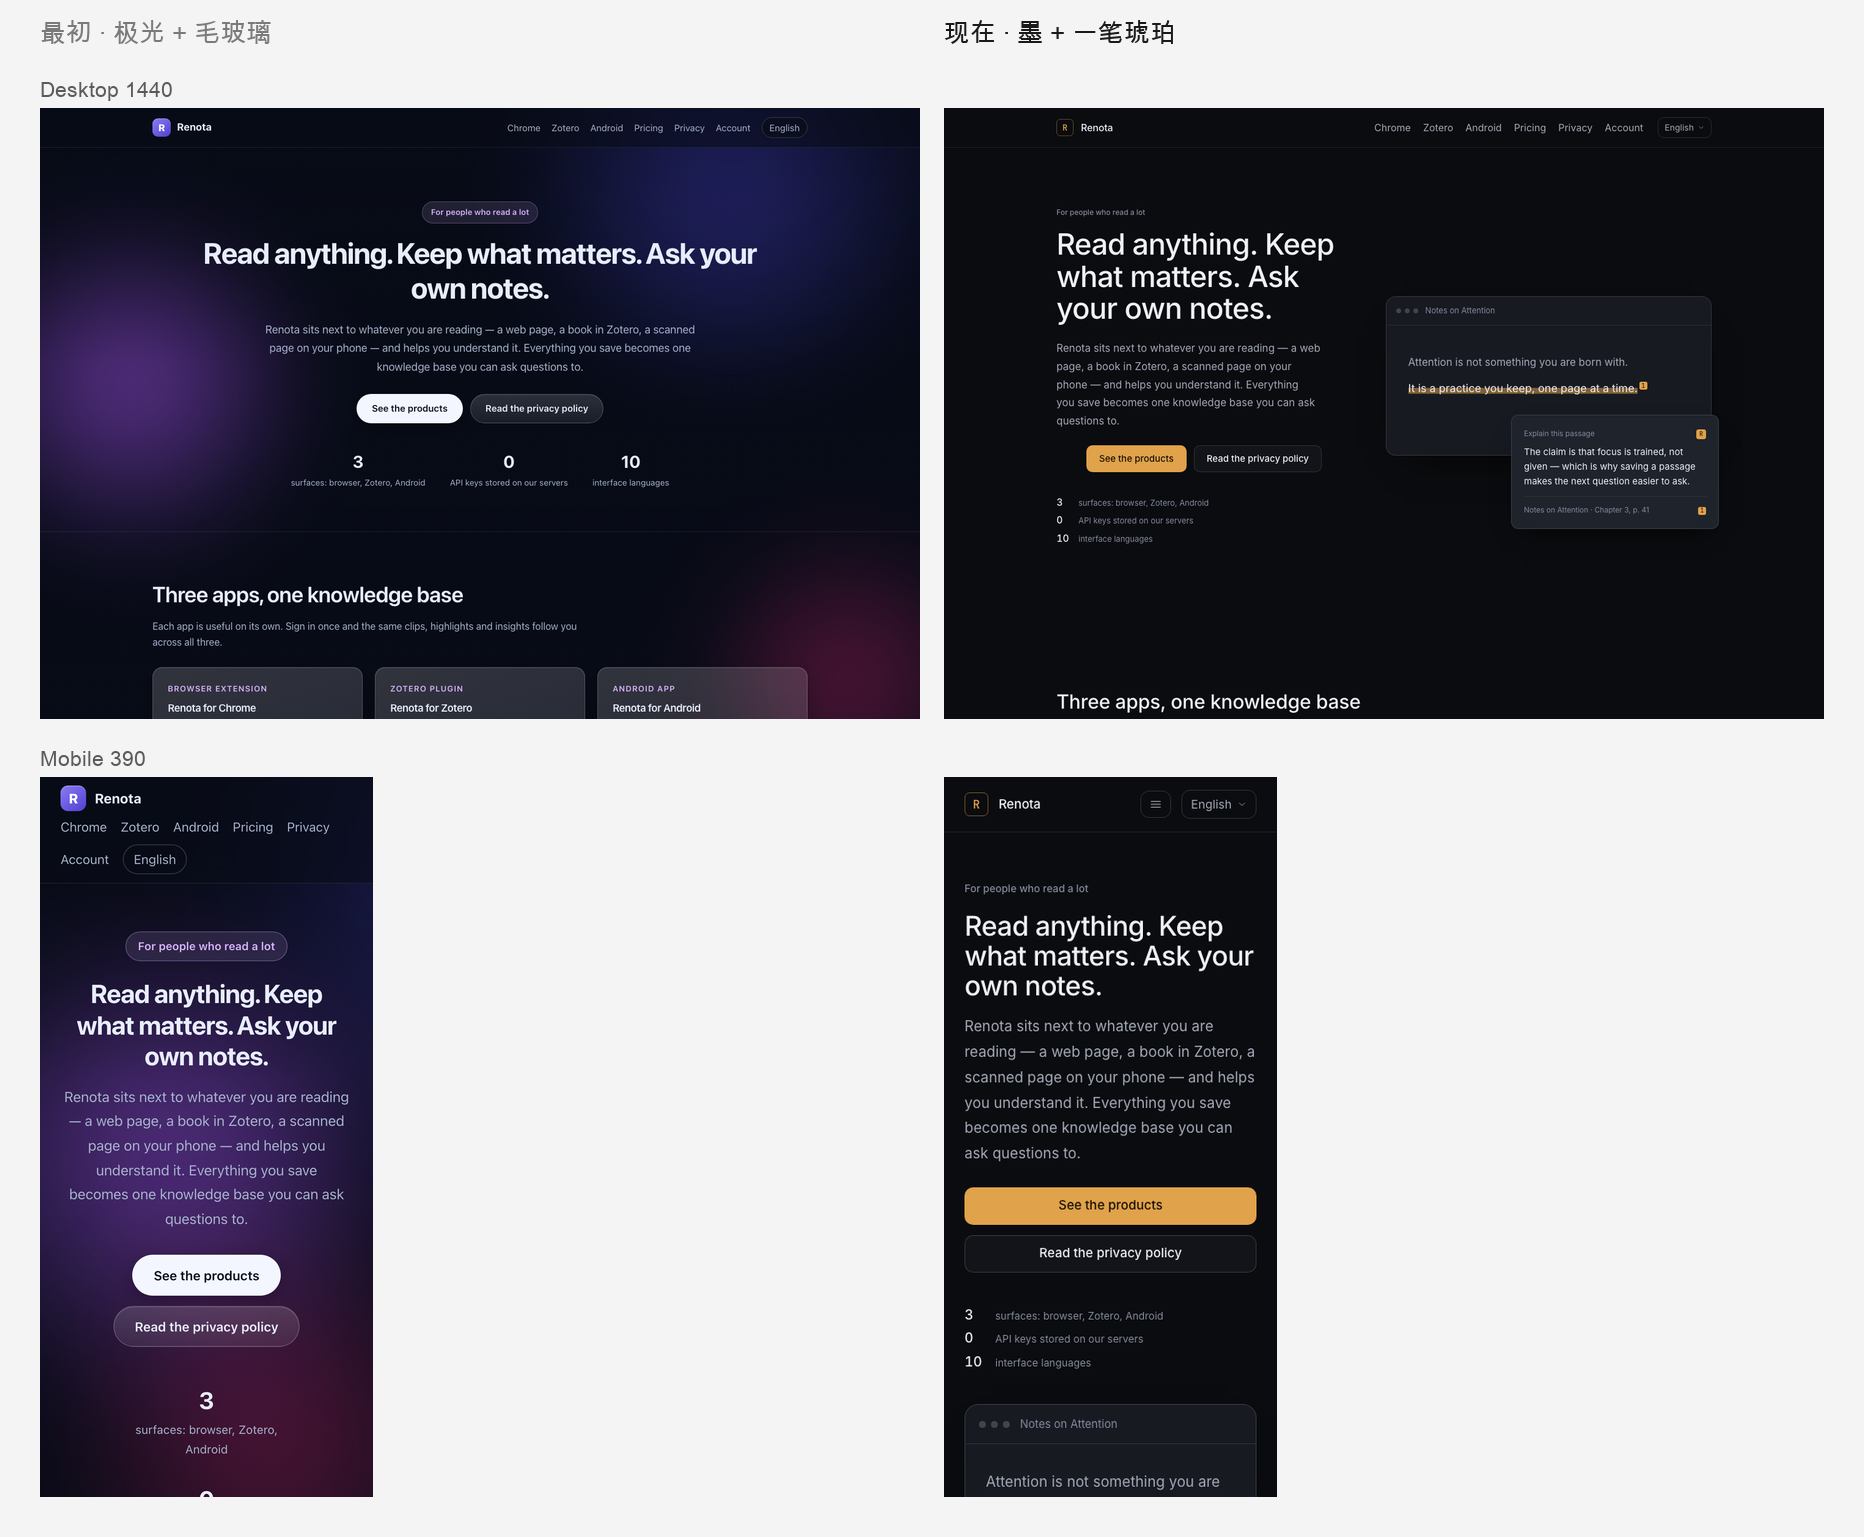 最初 · 极光 + 毛玻璃
现在 · 墨 + 一笔琥珀
Desktop 1440
R Renota
Chrome Zotero Android Pricing Privacy Account English
For people who read a lot
Read anything. Keep what matters. Ask your
own notes.
Renota sits next to whatever you are reading — a web page, a book in Zotero, a scanned
page on your phone — and helps you understand it. Everything you save becomes one
knowledge base you can ask questions to.
See the products
Read the privacy policy
3
surfaces: browser, Zotero, Android
0
API keys stored on our servers
10
interface languages
Three apps, one knowledge base
Each app is useful on its own. Sign in once and the same clips, highlights and insights follow you
across all three.
BROWSER EXTENSION
Renota for Chrome
ZOTERO PLUGIN
Renota for Zotero
ANDROID APP
Renota for Android
R Renota
Chrome Zotero Android Pricing Privacy Account English
For people who read a lot
Read anything. Keep
what matters. Ask
your own notes.
Renota sits next to whatever you are reading — a web
page, a book in Zotero, a scanned page on your
phone — and helps you understand it. Everything
you save becomes one knowledge base you can ask
questions to.
See the products
Read the privacy policy
3 surfaces: browser, Zotero, Android
0 API keys stored on our servers
10 interface languages
Notes on Attention
Attention is not something you are born with.
It is a practice you keep, one page at a time. 1
Explain this passage R
The claim is that focus is trained, not
given — which is why saving a passage
makes the next question easier to ask.
Notes on Attention · Chapter 3, p. 41 1
Three apps, one knowledge base
Mobile 390
R Renota
Chrome Zotero Android Pricing Privacy
Account English
For people who read a lot
Read anything. Keep
what matters. Ask your
own notes.
Renota sits next to whatever you are reading
— a web page, a book in Zotero, a scanned
page on your phone — and helps you
understand it. Everything you save
becomes one knowledge base you can ask
questions to.
See the products
Read the privacy policy
3
surfaces: browser, Zotero,
Android
0
R Renota
English
For people who read a lot
Read anything. Keep
what matters. Ask your
own notes.
Renota sits next to whatever you are
reading — a web page, a book in Zotero, a
scanned page on your phone — and helps
you understand it. Everything you save
becomes one knowledge base you can
ask questions to.
See the products
Read the privacy policy
3 surfaces: browser, Zotero, Android
0 API keys stored on our servers
10 interface languages
Notes on Attention
Attention is not something you are